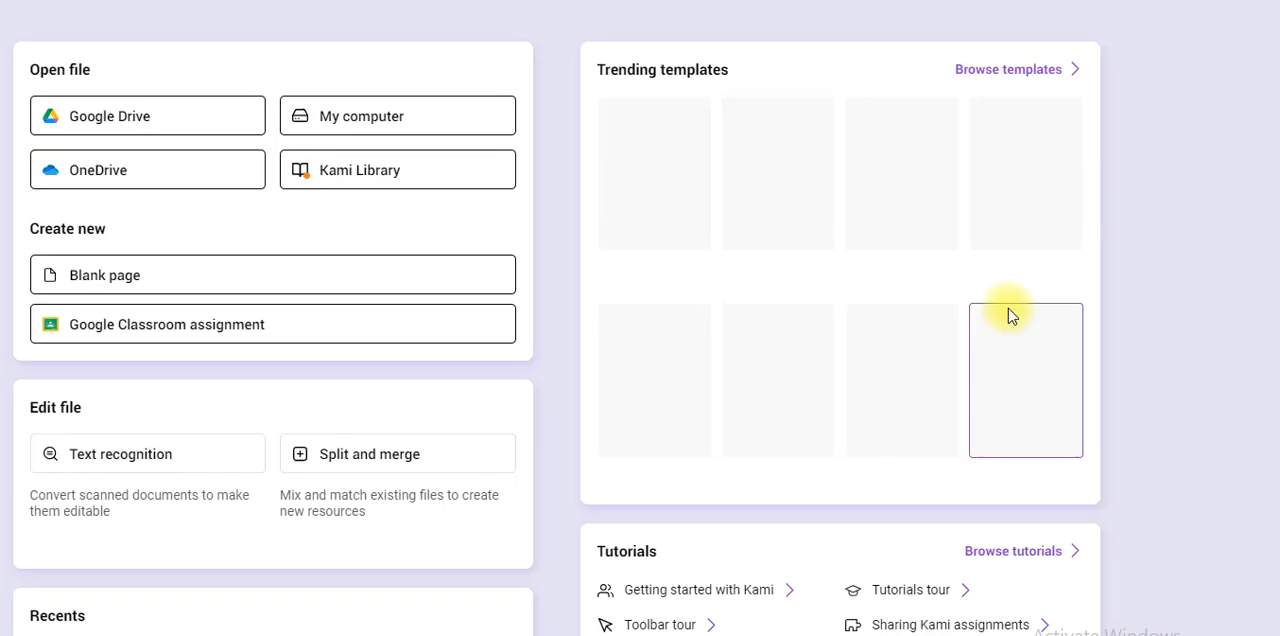 Open file
Google Drive
My computer
OneDrive
Kami Library
Create new
Blank page
Google Classroom assignment
Edit file
Text recognition
Split and merge
Convert scanned documents to make
them editable
Mix and match existing files to create
new resources
Recents
Trending templates
Browse templates
Tutorials
Browse tutorials
Getting started with Kami
Tutorials tour
Toolbar tour
Sharing Kami assignments
Activate Windows